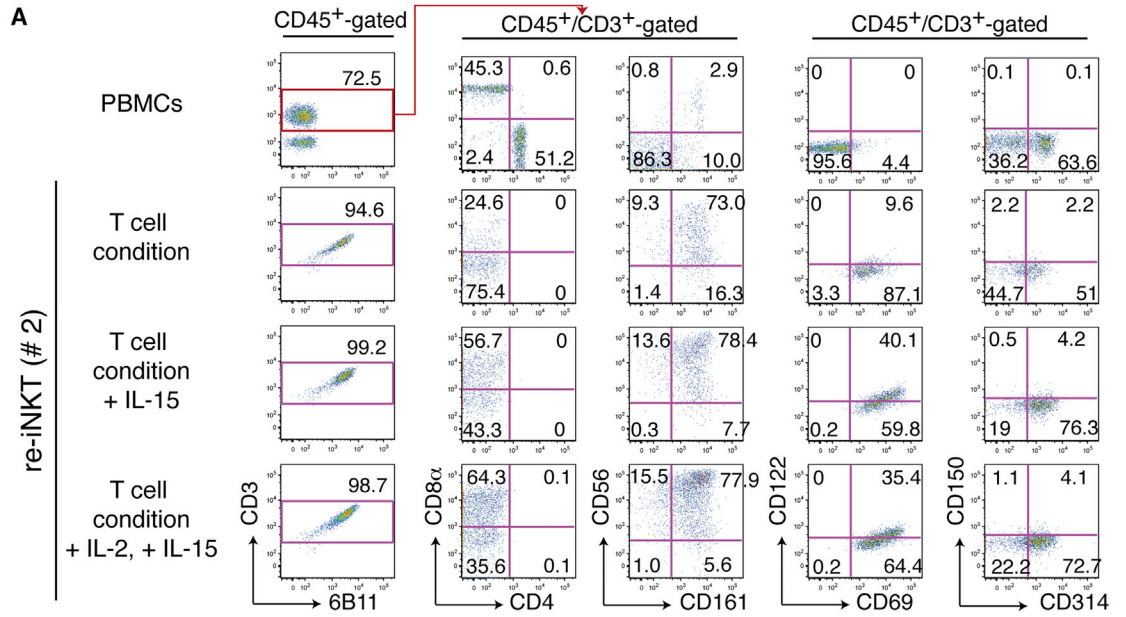 A
CD45+-gated
CD45+/CD3+-gated
CD45+/CD3+-gated
PBMCs
72.5
45.3 0.6
2.4 51.2
0.8 2.9
86.3 10.0
0 0
95.6 4.4
0.1 0.1
36.2 63.6
re-iNKT (# 2)
T cell
condition
94.6
24.6 0
75.4 0
9.3 73.0
1.4 16.3
0 9.6
3.3 87.1
2.2 2.2
44.7 51
T cell
condition
+ IL-15
99.2
56.7 0
43.3 0
13.6 78.4
0.3 7.7
0 40.1
0.2 59.8
0.5 4.2
19 76.3
T cell
condition
+ IL-2, + IL-15
98.7
64.3 0.1
35.6 0.1
15.5 77.9
1.0 5.6
0 35.4
0.2 64.4
1.1 4.1
22.2 72.7
CD3
6B11
CD8α
CD4
CD56
CD161
CD122
CD69
CD150
CD314